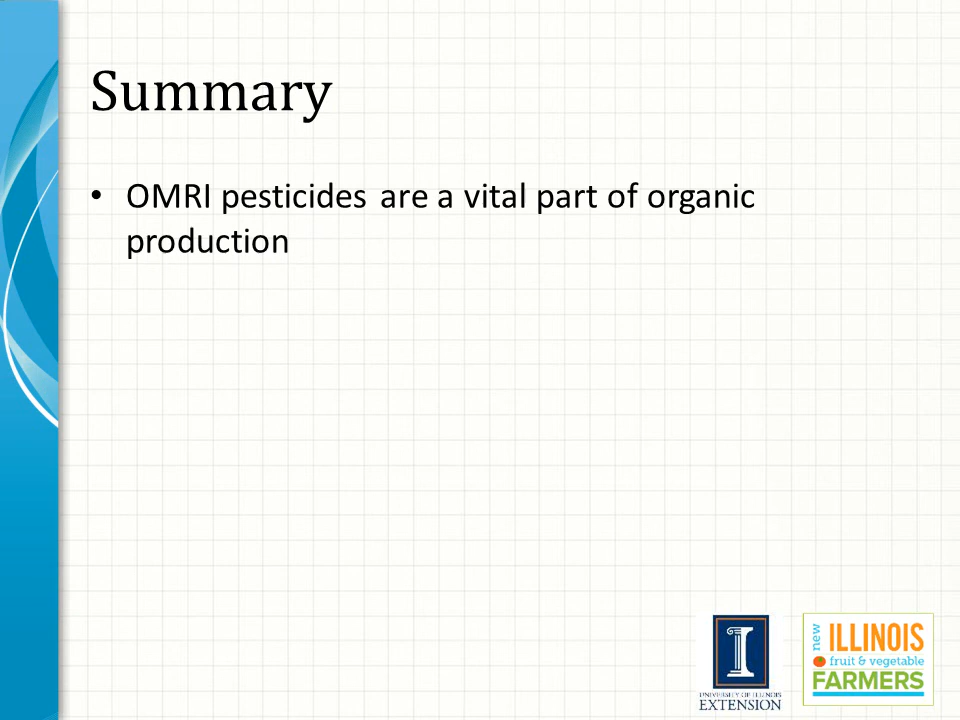 Summary
• OMRI pesticides are a vital part of organic
production
I
UNIVERSITY OF ILLINOIS
EXTENSION
new
ILLINOIS
fruit & vegetable
FARMERS